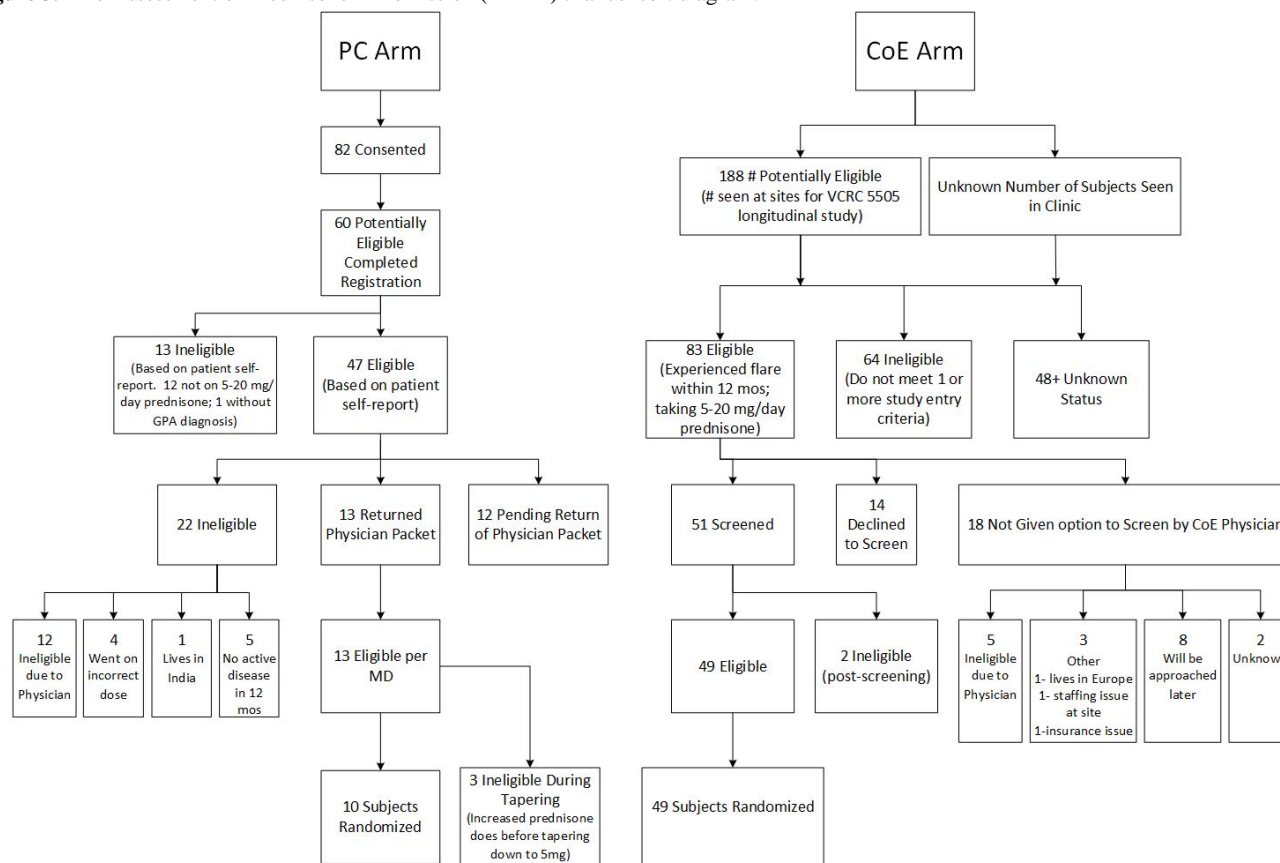 PC Arm
CoE Arm
82 Consented
188 # Potentially Eligible
(# seen at sites for VCRC 5505
longitudinal study)
Unknown Number of Subjects Seen
in Clinic
60 Potentially
Eligible
Completed
Registration
13 Ineligible
(Based on patient self-
report. 12 not on 5-20 mg/
day prednisone; 1 without
GPA diagnosis)
47 Eligible
(Based on patient
self-report)
83 Eligible
(Experienced flare
within 12 mos;
taking 5-20 mg/day
prednisone)
64 Ineligible
(Do not meet 1 or
more study entry
criteria)
48+ Unknown
Status
22 Ineligible
13 Returned
Physician Packet
12 Pending Return
of Physician Packet
51 Screened
14
Declined
to Screen
18 Not Given option to Screen by CoE Physician
12
Ineligible
due to
Physician
4
Went on
incorrect
dose
1
Lives in
India
5
No active
disease
in 12
mos
13 Eligible per
MD
49 Eligible
2 Ineligible
(post-screening)
5
Ineligible
due to
Physician
3
Other
1- lives in Europe
1- staffing issue
at site
1-insurance issue
8
Will be
approached
later
2
Unknow
10 Subjects
Randomized
3 Ineligible During
Tapering
(Increased prednisone
does before tapering
down to 5mg)
49 Subjects Randomized